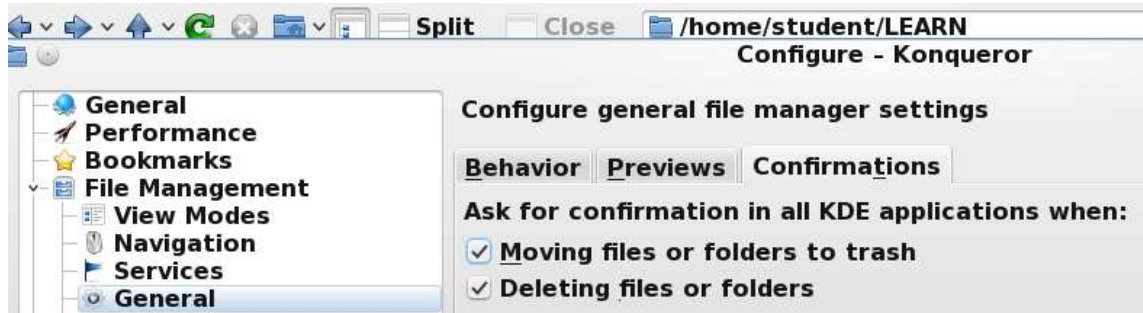 Split Close /home/student/LEARN
Configure – Konqueror
General
Performance
Bookmarks
File Management
View Modes
Navigation
Services
General
Configure general file manager settings
Behavior Previews Confirmations
Ask for confirmation in all KDE applications when:
Moving files or folders to trash
Deleting files or folders